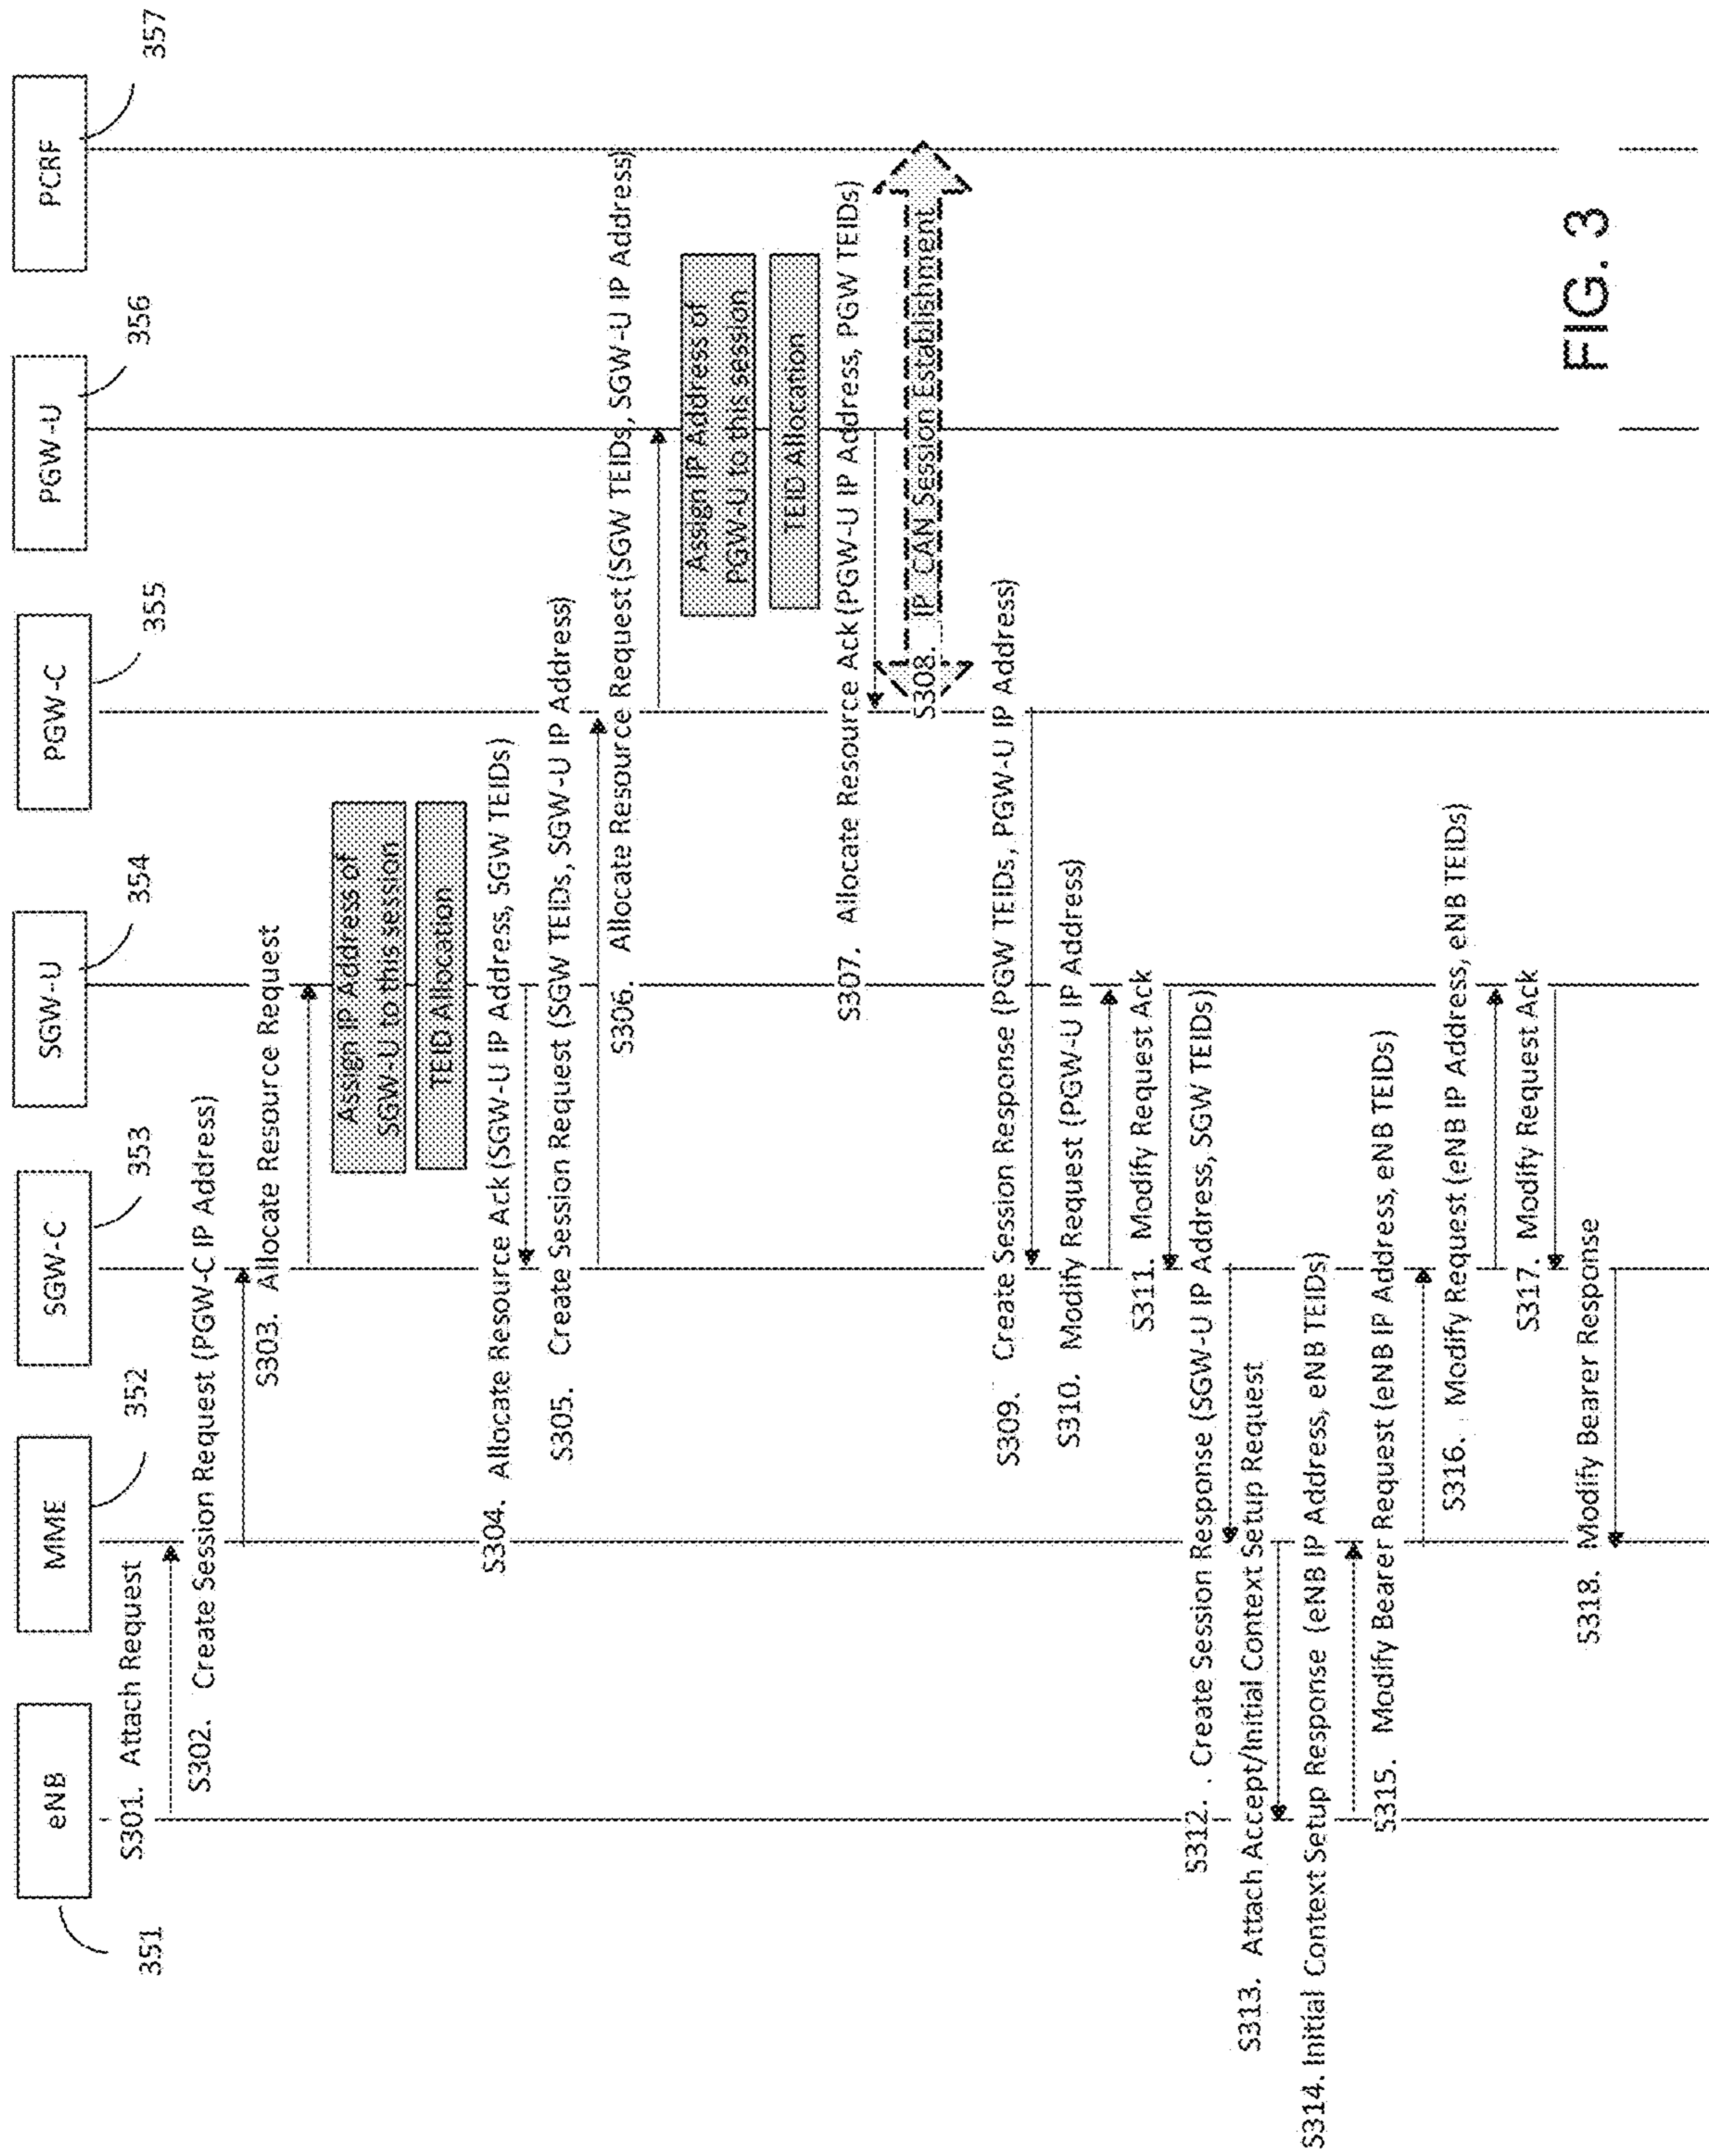 eNB
MME
SGW-C
SGW-U
PGW-C
PGW-U
PCRF
351
352
353
354
355
356
357
S301. Attach Request
S302. Create Session Request (PGW-C IP Address)
S303. Allocate Resource Request
Assign IP Address of
SGW-U to this session
TEID Allocation
S304. Allocate Resource Ack (SGW-U IP Address, SGW TEIDs)
S305. Create Session Request (SGW TEIDs, SGW-U IP Address)
S306. Allocate Resource Request (SGW TEIDs, SGW-U IP Address)
Assign IP Address of
PGW-U to this session
TEID Allocation
S307. Allocate Resource Ack (PGW-U IP Address, PGW TEIDs)
S308. IP CAN Session Establishment
S309. Create Session Response (PGW TEIDs, PGW-U IP Address)
S310. Modify Request (PGW-U IP Address)
S311. Modify Request Ack
S312. . Create Session Response (SGW-U IP Address, SGW TEIDs)
S313. Attach Accept/Initial Context Setup Request
S314. Initial Context Setup Response (eNB IP Address, eNB TEIDs)
S315. Modify Bearer Request (eNB IP Address, eNB TEIDs)
S316. Modify Request (eNB IP Address, eNB TEIDs)
S317. Modify Request Ack
S318. Modify Bearer Response
FIG. 3